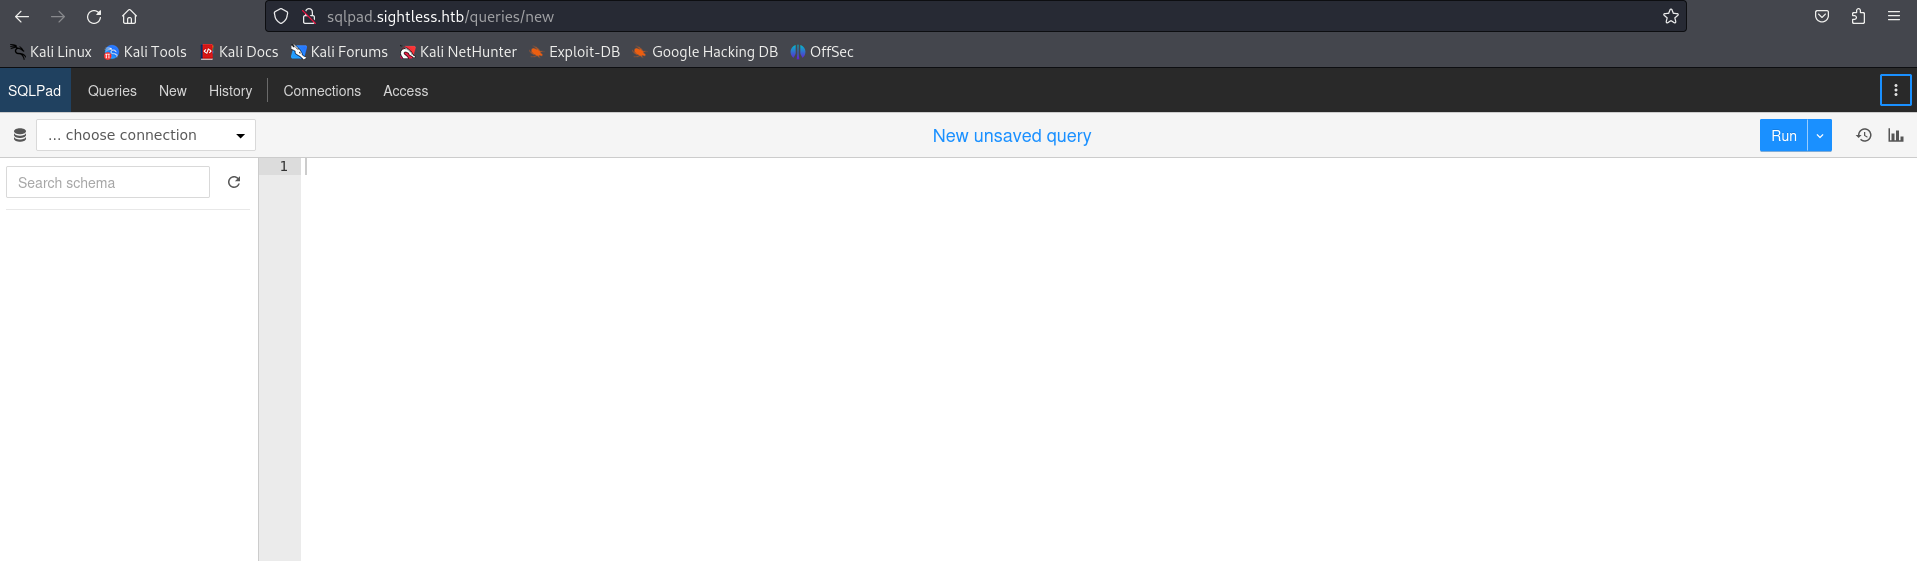 sqlpad.sightless.htb/queries/new
Kali Linux Kali Tools Kali Docs Kali Forums Kali NetHunter Exploit-DB Google Hacking DB OffSec
SQLPad Queries New History Connections Access
... choose connection New unsaved query Run
Search schema 1